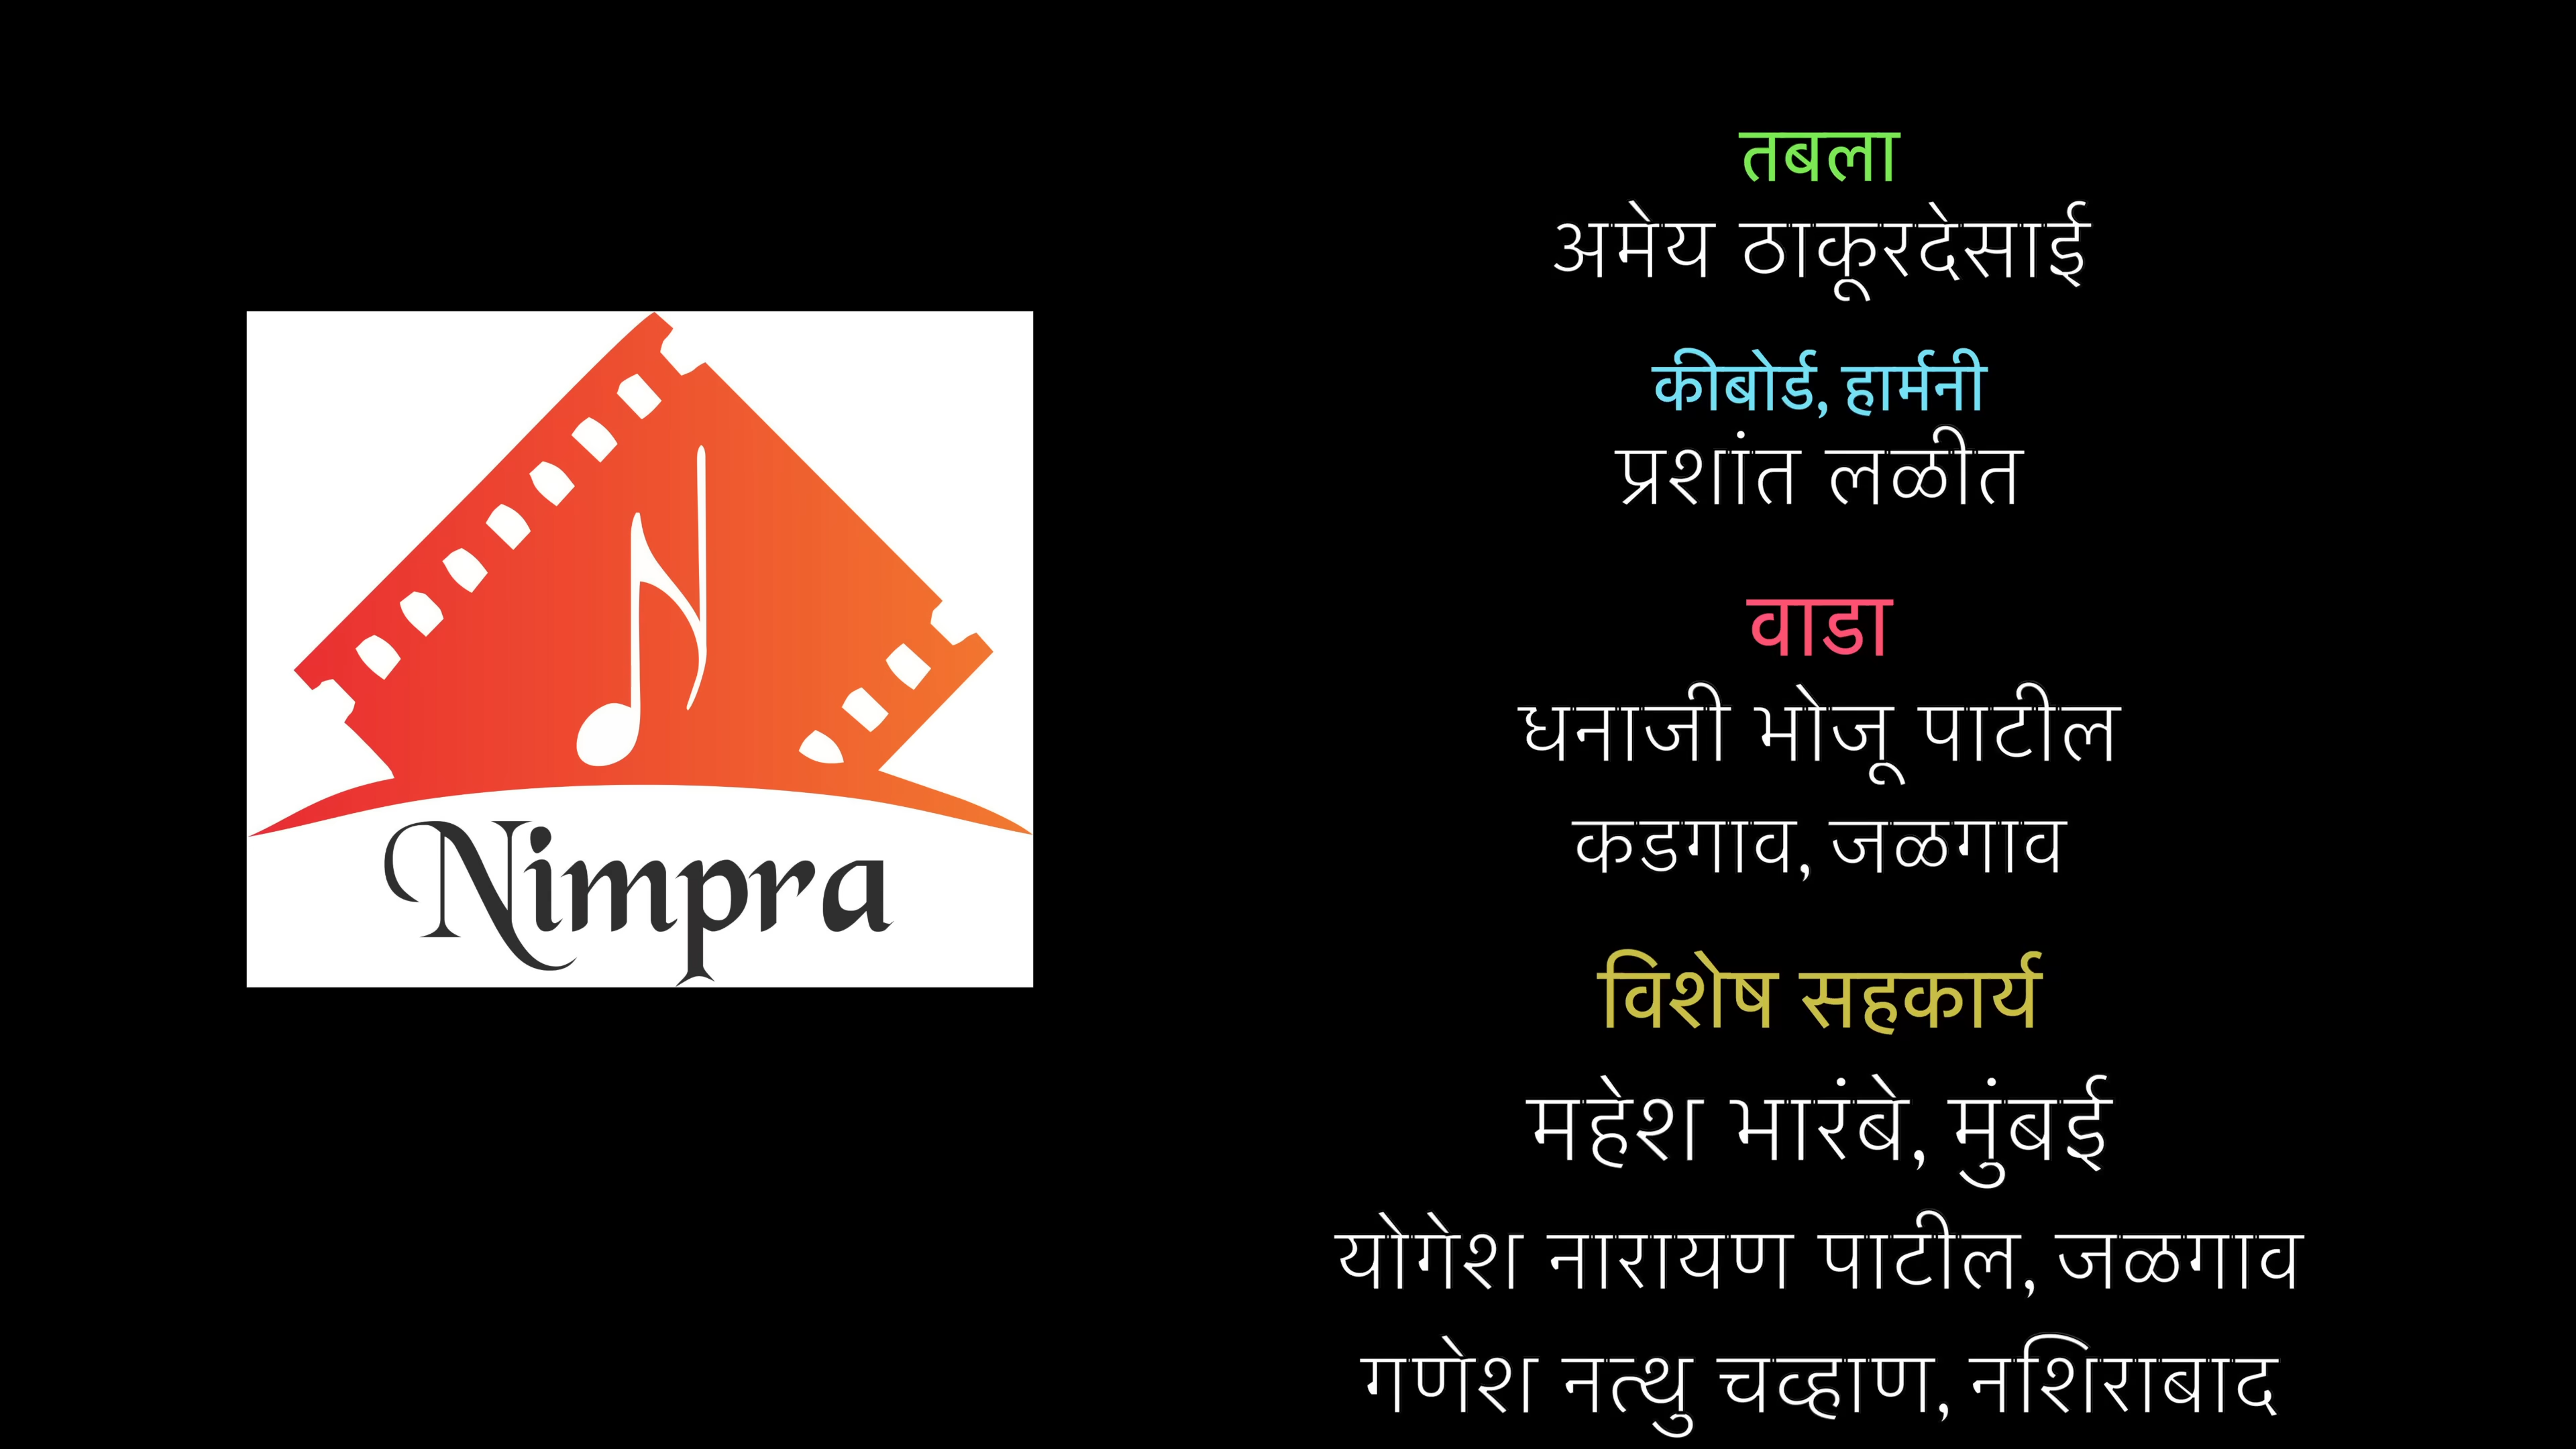 Nimpra
तबला
अमेय ठाकूरदेसाई
कीबोर्ड, हार्मनी
प्रशांत लळीत
वाडा
धनाजी भोजू पाटील
कडगाव, जळगाव
विशेष सहकार्य
महेश भारंबे, मुंबई
योगेश नारायण पाटील, जळगाव
गणेश नत्थु चव्हाण, नशिराबाद